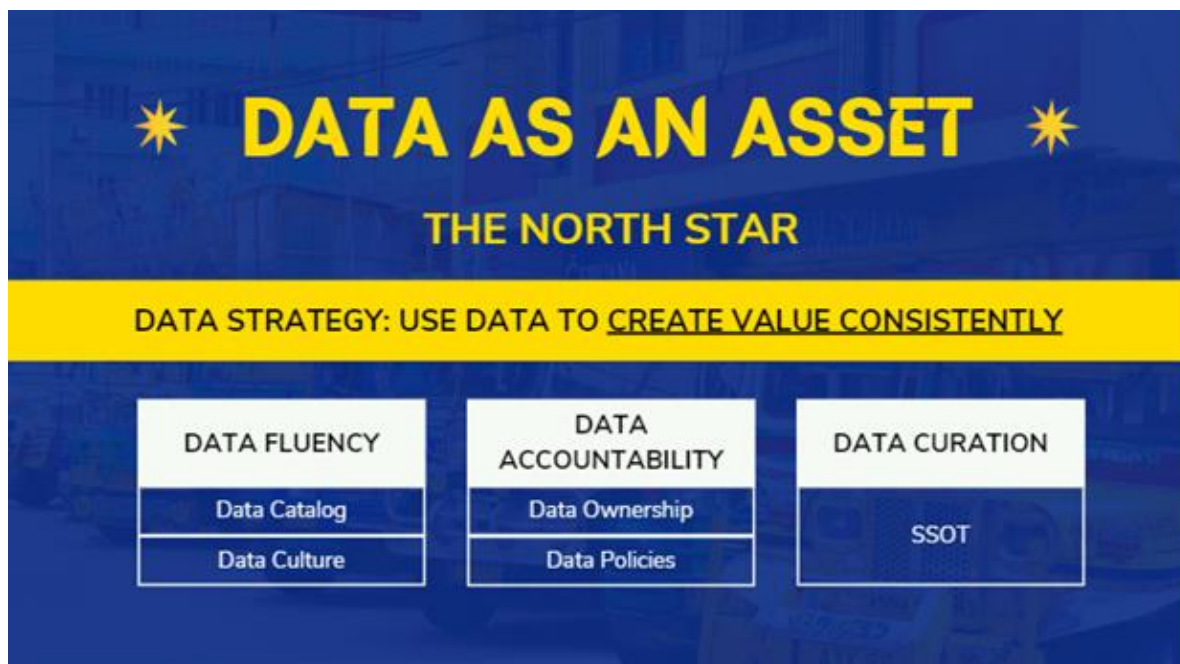 DATA AS AN ASSET
THE NORTH STAR
DATA STRATEGY: USE DATA TO CREATE VALUE CONSISTENTLY
DATA FLUENCY
Data Catalog
Data Culture
DATA
ACCOUNTABILITY
Data Ownership
Data Policies
DATA CURATION
SSOT